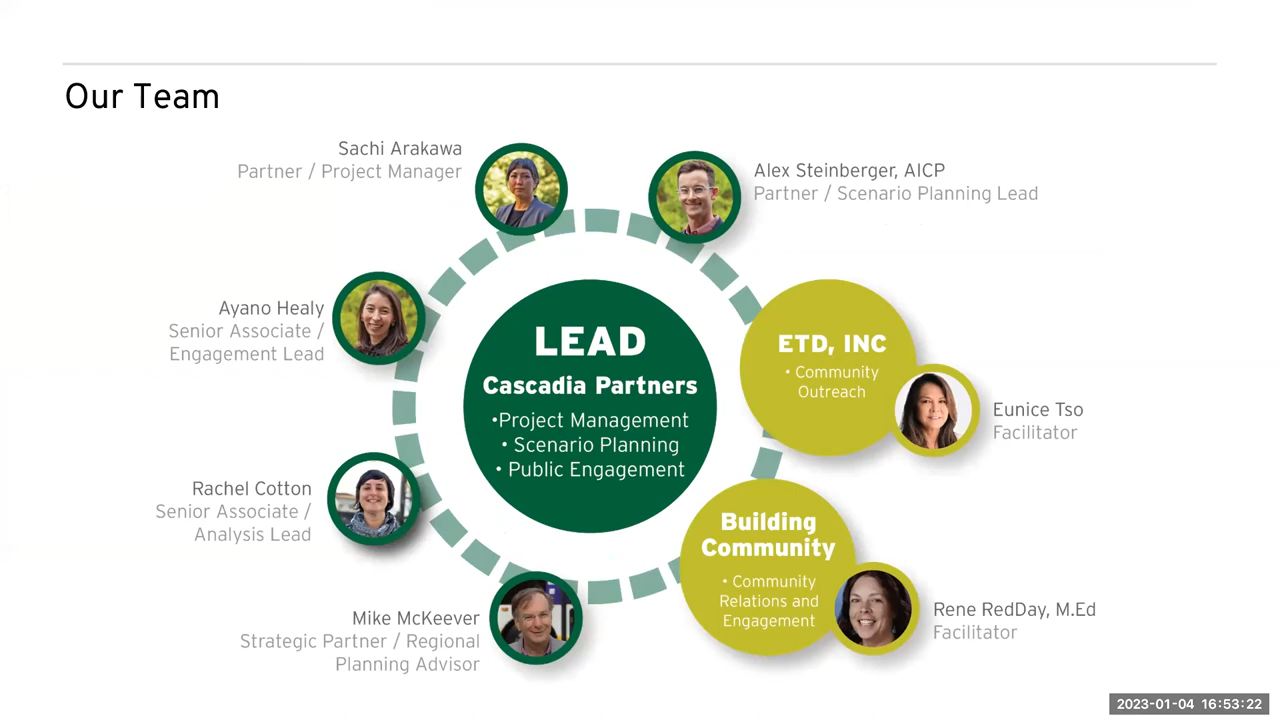 Our Team
Sachi Arakawa
Partner / Project Manager
Alex Steinberger, AICP
Partner / Scenario Planning Lead
Ayano Healy
Senior Associate /
Engagement Lead
LEAD
Cascadia Partners
•Project Management
• Scenario Planning
• Public Engagement
ETD, INC
• Community
Outreach
Eunice Tso
Facilitator
Rachel Cotton
Senior Associate /
Analysis Lead
Building
Community
• Community
Relations and
Engagement
Mike McKeever
Strategic Partner / Regional
Planning Advisor
Rene RedDay, M.Ed
Facilitator
2023-01-04 16:53:22